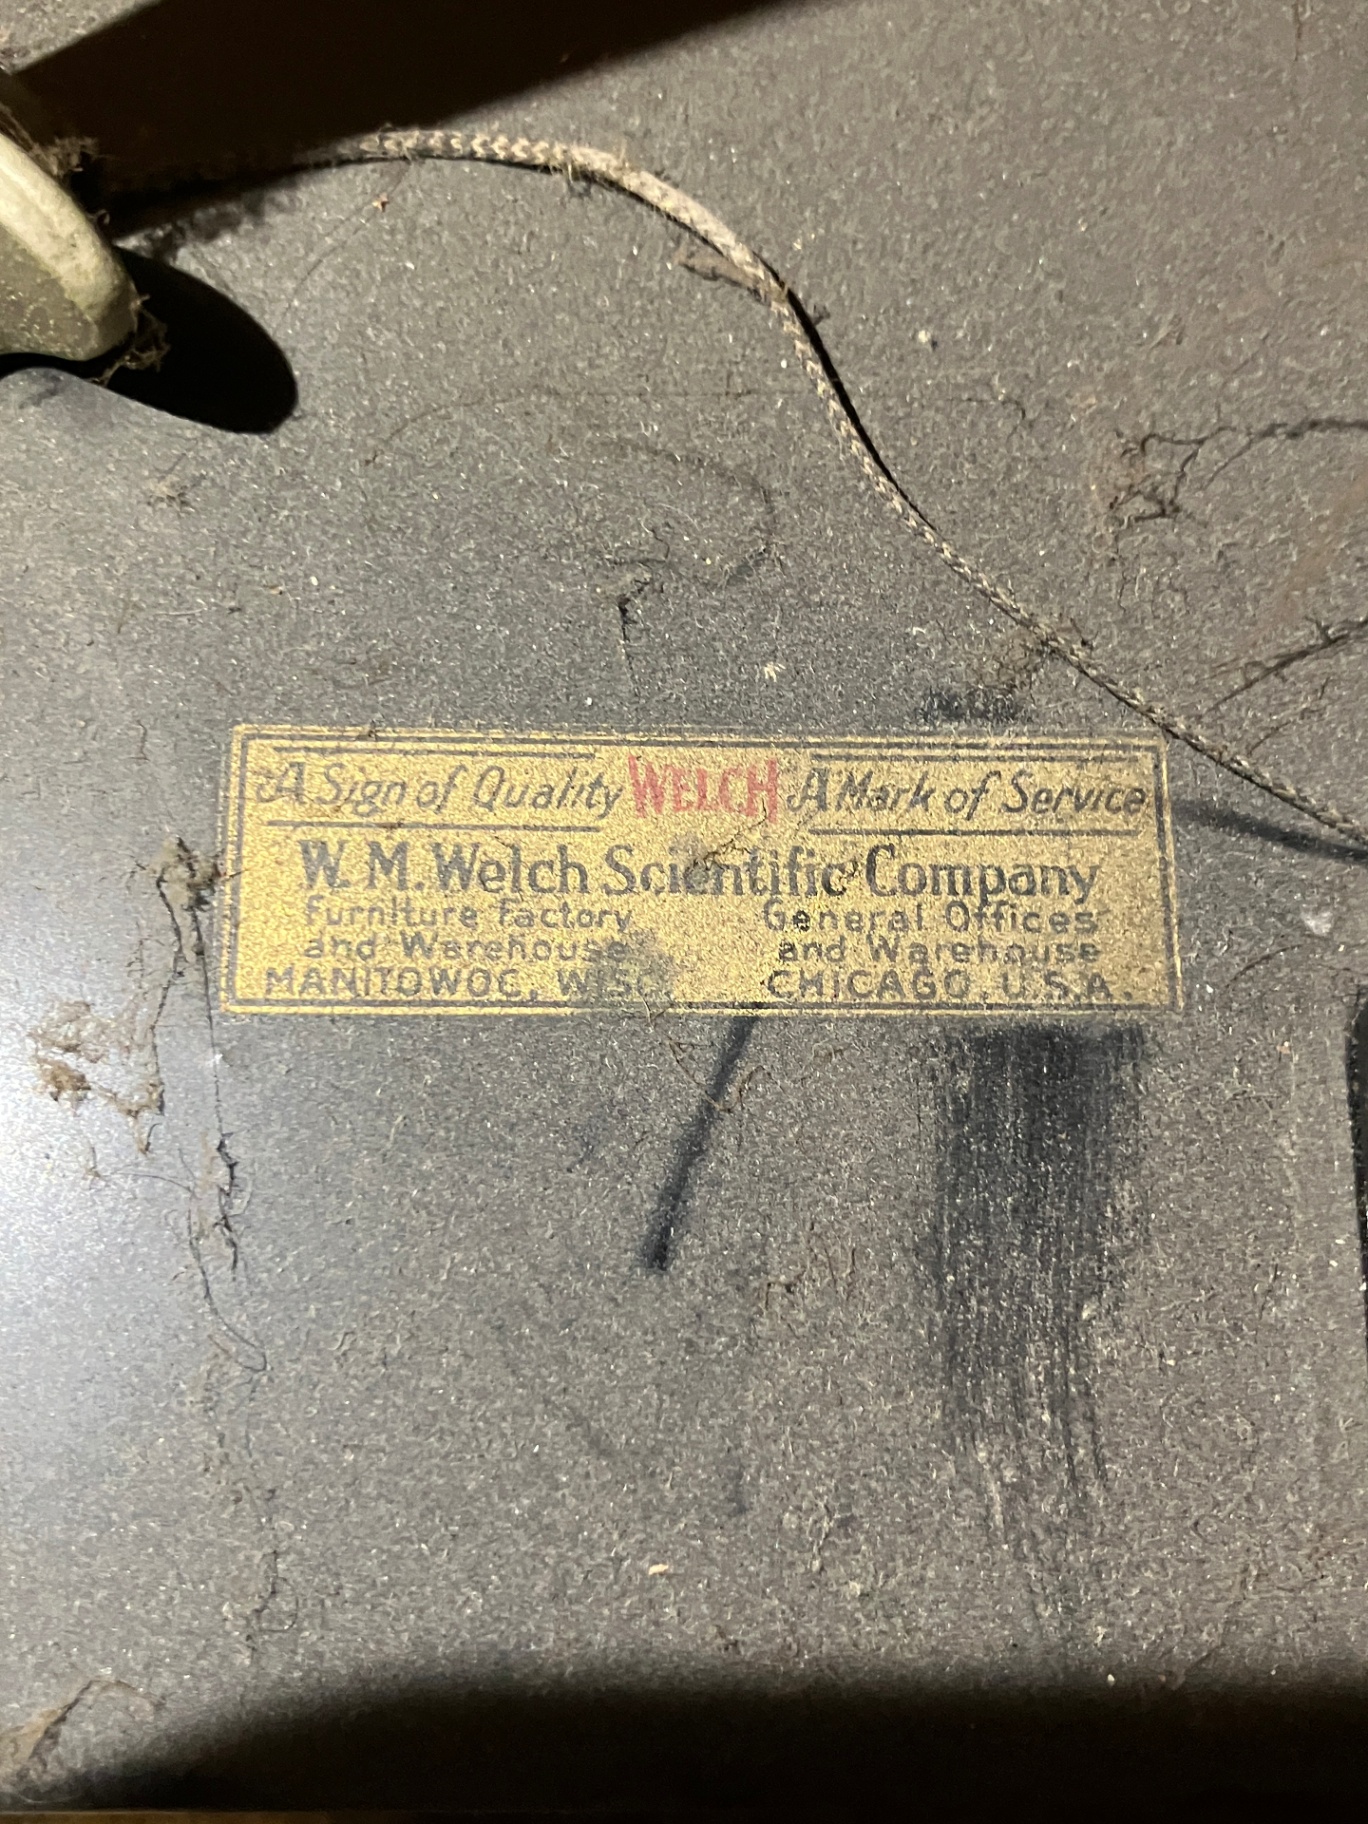 A Sign of Quality WELCH A Mark of Service
W. M. Welch Scientific Company
Furniture Factory General Offices
and Warehouse and Warehouse
MANITOWOC, WISC. CHICAGO, U.S.A.